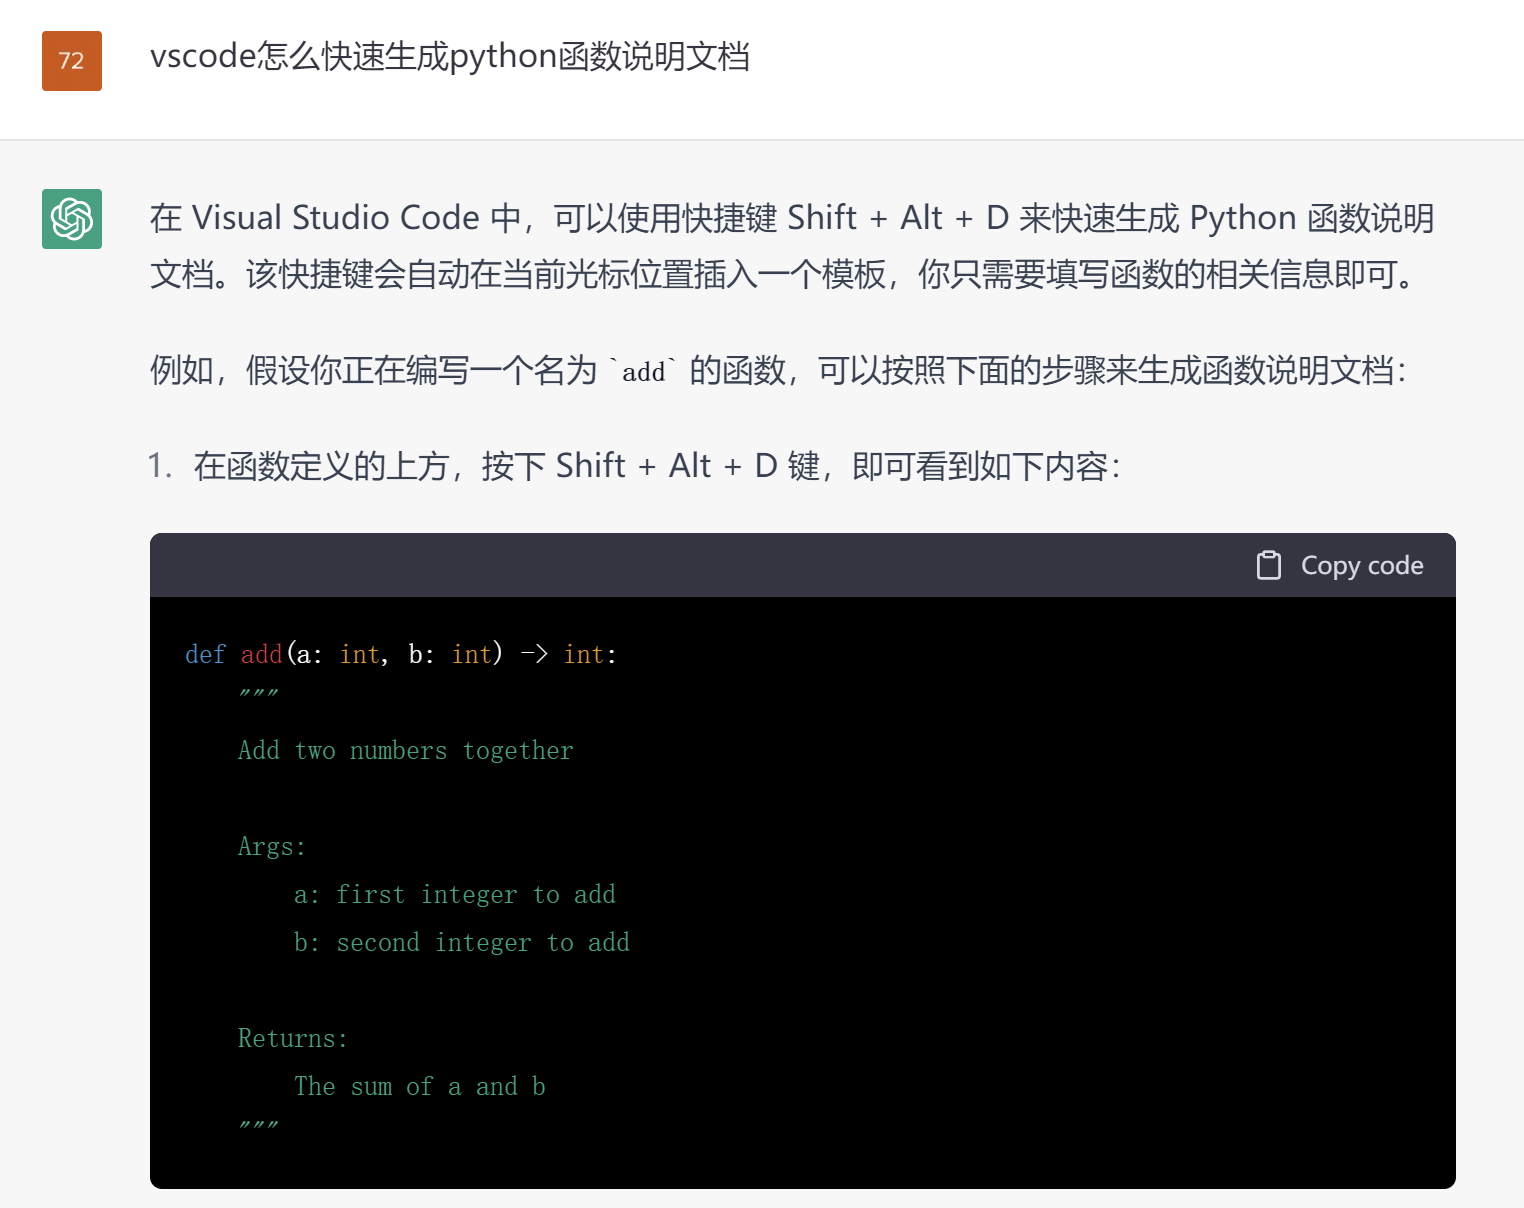 72
vscode怎么快速生成python函数说明文档
在 Visual Studio Code 中，可以使用快捷键 Shift + Alt + D 来快速生成 Python 函数说明
文档。该快捷键会自动在当前光标位置插入一个模板，你只需要填写函数的相关信息即可。
例如，假设你正在编写一个名为 `add` 的函数，可以按照下面的步骤来生成函数说明文档：
1. 在函数定义的上方，按下 Shift + Alt + D 键，即可看到如下内容：
Copy code
def add(a: int, b: int) -> int:
    """
    Add two numbers together
    Args:
        a: first integer to add
        b: second integer to add
    Returns:
        The sum of a and b
    """